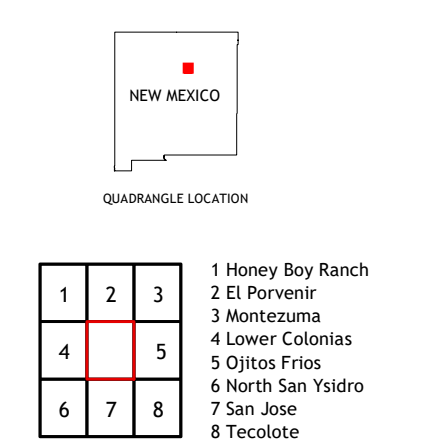 NEW MEXICO
QUADRANGLE LOCATION
1 2 3
4 5
6 7 8
1 Honey Boy Ranch
2 El Porvenir
3 Montezuma
4 Lower Colonias
5 Ojitos Frios
6 North San Ysidro
7 San Jose
8 Tecolote